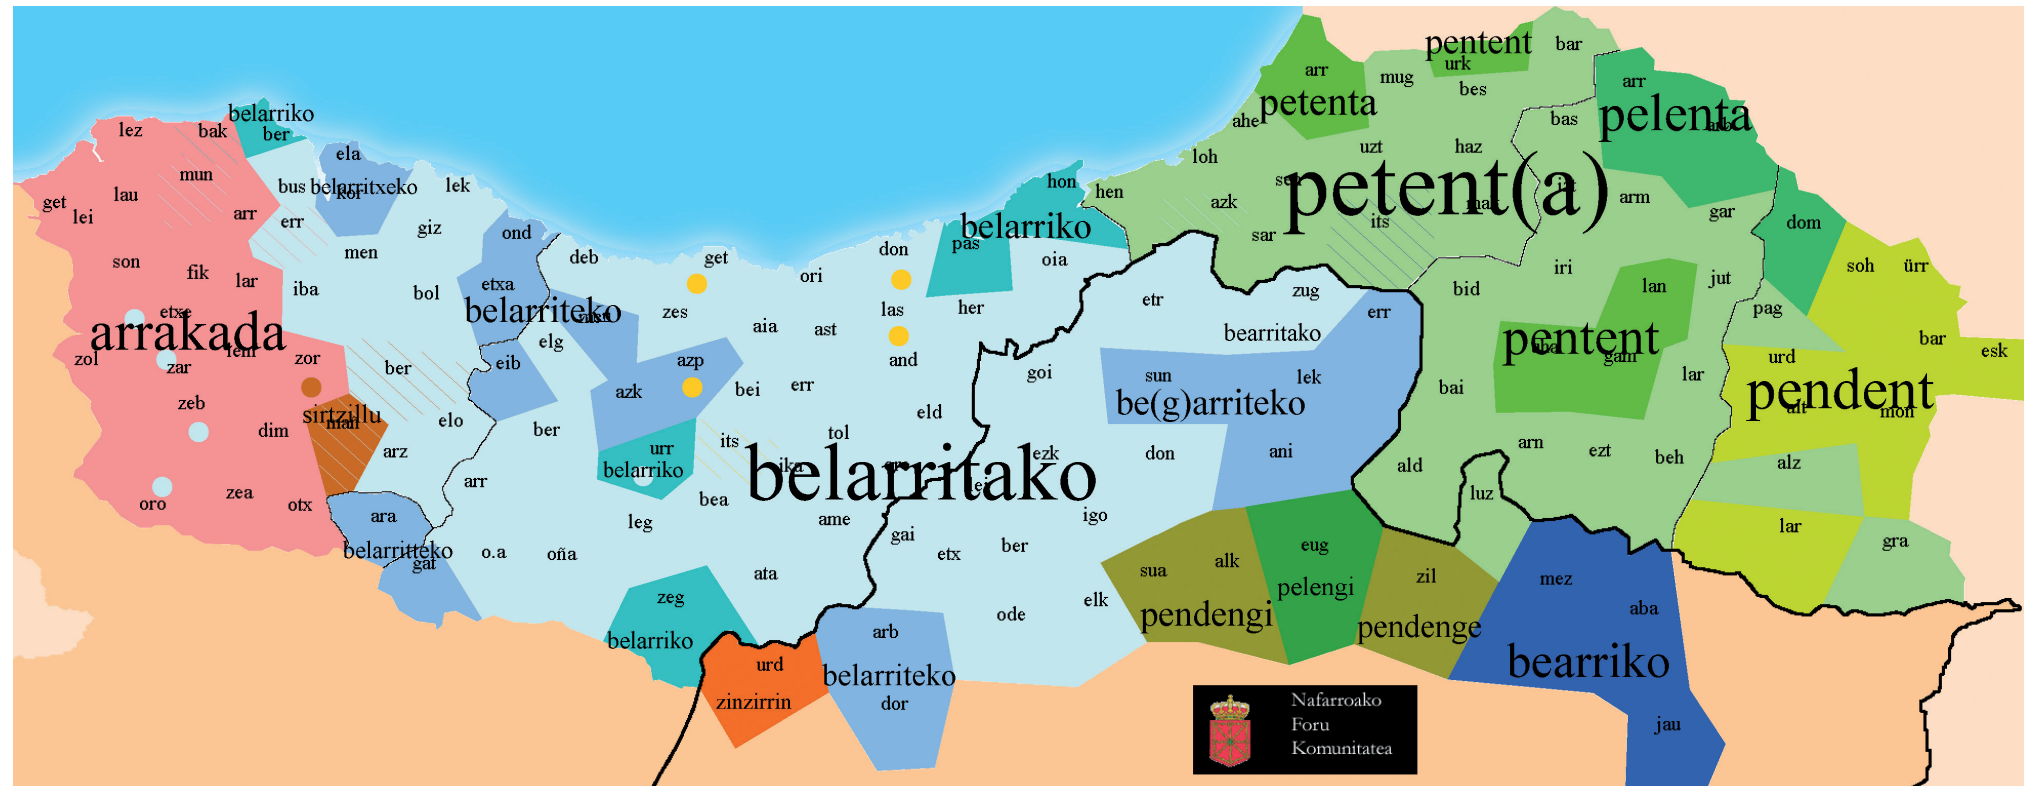 pentent
bar
urk
arr
mug
bes
arr
petenta
pelenta
lez
bak
belarriko
ber
ahe
bas
ela
uzt
haz
loh
mun
bus
belarritxeko
kor
lek
hon
hen
petent(a)
get
lei
lau
arr
err
azk
its
arm
gar
giz
ond
pas
belarriko
sar
dom
men
don
son
fik
lar
iba
bol
etxa
deb
get
ori
oia
iri
bid
lan
jut
soh
ürr
etxe
arrakada
belarriteko
zes
aia
ast
las
her
etr
zug
err
bearritako
pag
zol
zar
zor
ber
eib
elg
azp
and
goi
pentent
urd
bar
esk
zeb
sirtzillu
azk
bei
err
sun
lek
be(g)arriteko
bai
lar
pendent
alt
mon
dim
elo
ber
eld
tol
arz
its
urr
belarriko
belarritako
ezk
don
ani
ald
arn
ezt
beh
alz
arr
bea
luz
oro
zea
otx
ara
leg
ame
igo
lar
belarritteko
gat
o.a
oña
gai
etx
ber
eug
gra
ata
sua
alk
pelengi
zil
mez
zeg
elk
ode
pendengi
pendenge
aba
belarriko
arb
urd
belarriteko
bearriko
zinzirrin
dor
jau
Nafarroako
Foru
Komunitatea